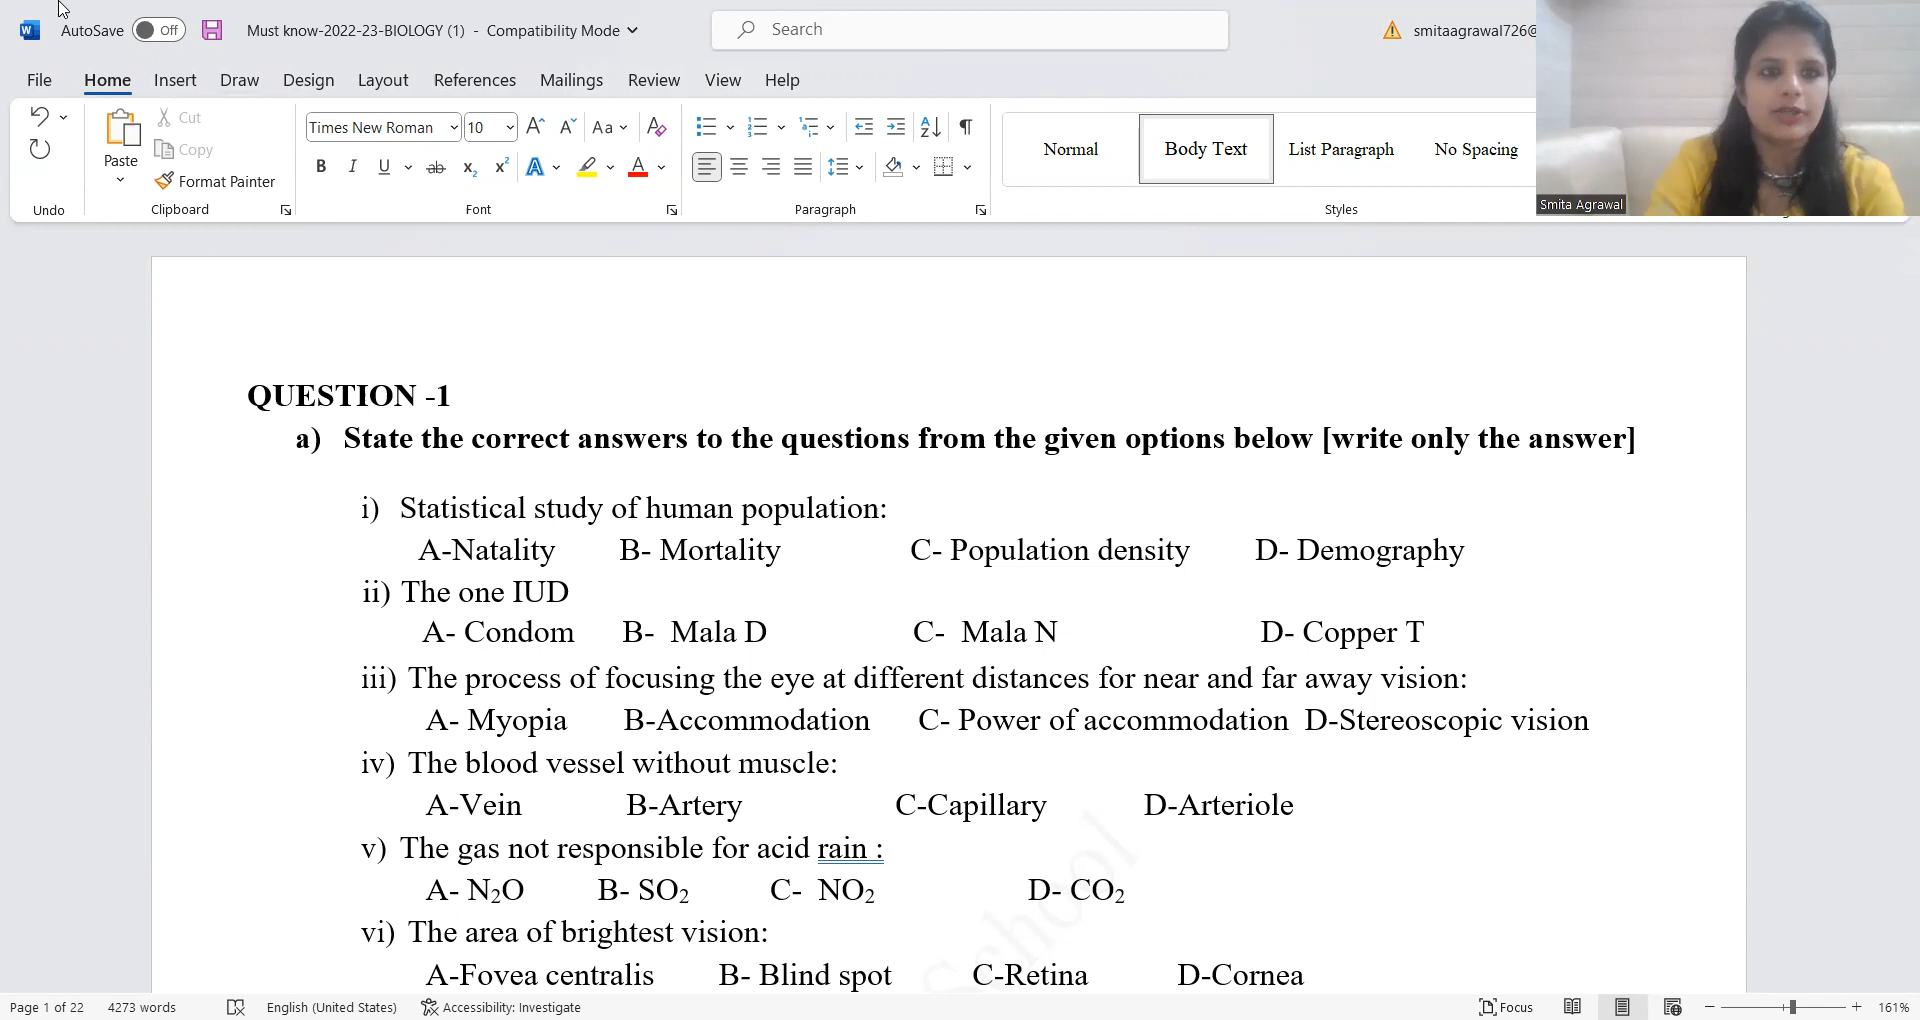 AutoSave Off Must know-2022-23-BIOLOGY (1) - Compatibility Mode Search smitaagrawal726@
File Home Insert Draw Design Layout References Mailings Review View Help
Paste
Cut
Copy
Format Painter
Times New Roman 10
Normal Body Text List Paragraph No Spacing
Undo Clipboard Font Paragraph Styles
Smita Agrawal
QUESTION -1
a) State the correct answers to the questions from the given options below [write only the answer]
i) Statistical study of human population:
A-Natality B- Mortality C- Population density D- Demography
ii) The one IUD
A- Condom B- Mala D C- Mala N D- Copper T
iii) The process of focusing the eye at different distances for near and far away vision:
A- Myopia B-Accommodation C- Power of accommodation D-Stereoscopic vision
iv) The blood vessel without muscle:
A-Vein B-Artery C-Capillary D-Arteriole
v) The gas not responsible for acid rain :
A- N₂O B- SO₂ C- NO₂ D- CO₂
vi) The area of brightest vision:
A-Fovea centralis B- Blind spot C-Retina D-Cornea
School
Page 1 of 22 4273 words English (United States) Accessibility: Investigate Focus 161%